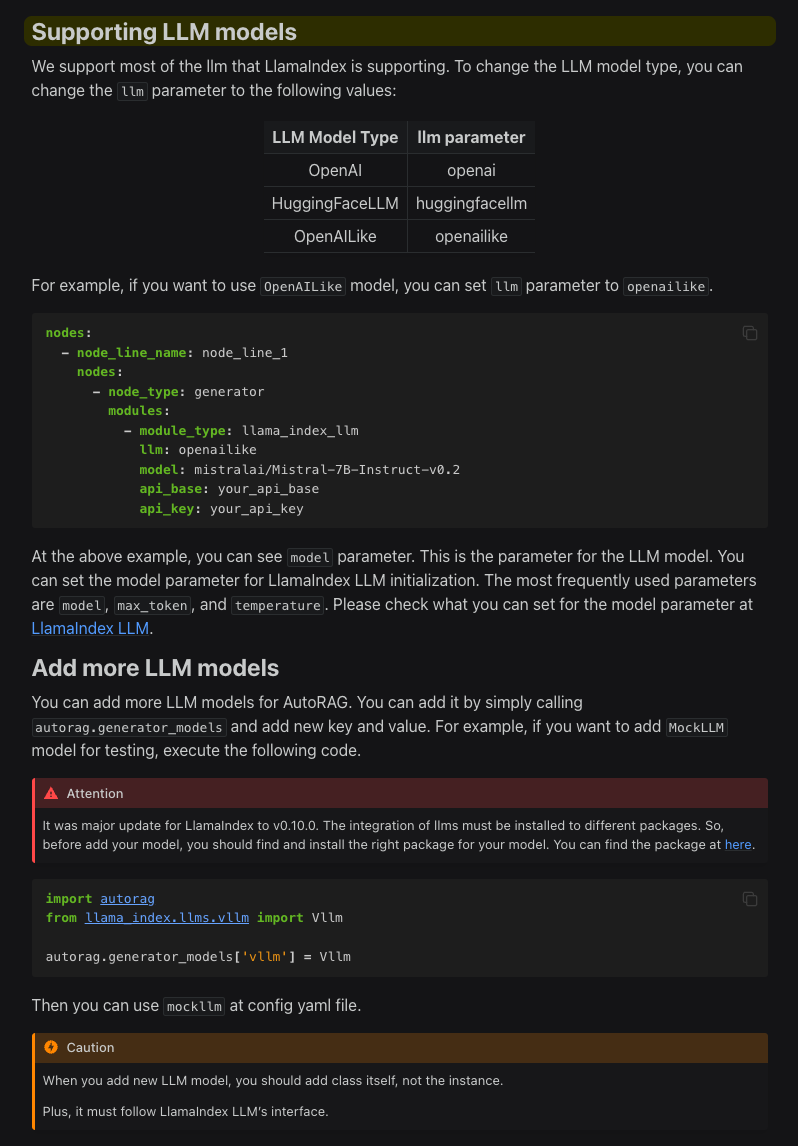 Supporting LLM models
We support most of the llm that LlamaIndex is supporting. To change the LLM model type, you can
change the llm parameter to the following values:
LLM Model Type llm parameter
OpenAI openai
HuggingFaceLLM huggingfacellm
OpenAILike openailike
For example, if you want to use OpenAILike model, you can set llm parameter to openailike.
nodes:
  - node_line_name: node_line_1
    nodes:
      - node_type: generator
        modules:
          - module_type: llama_index_llm
            llm: openailike
            model: mistralai/Mistral-7B-Instruct-v0.2
            api_base: your_api_base
            api_key: your_api_key
At the above example, you can see model parameter. This is the parameter for the LLM model. You
can set the model parameter for LlamaIndex LLM initialization. The most frequently used parameters
are model, max_token, and temperature. Please check what you can set for the model parameter at
LlamaIndex LLM.
Add more LLM models
You can add more LLM models for AutoRAG. You can add it by simply calling
autorag.generator_models and add new key and value. For example, if you want to add MockLLM
model for testing, execute the following code.
Attention
It was major update for LlamaIndex to v0.10.0. The integration of llms must be installed to different packages. So,
before add your model, you should find and install the right package for your model. You can find the package at here.
import autorag
from llama_index.llms.vllm import Vllm
autorag.generator_models['vllm'] = Vllm
Then you can use mockllm at config yaml file.
Caution
When you add new LLM model, you should add class itself, not the instance.
Plus, it must follow LlamaIndex LLM's interface.